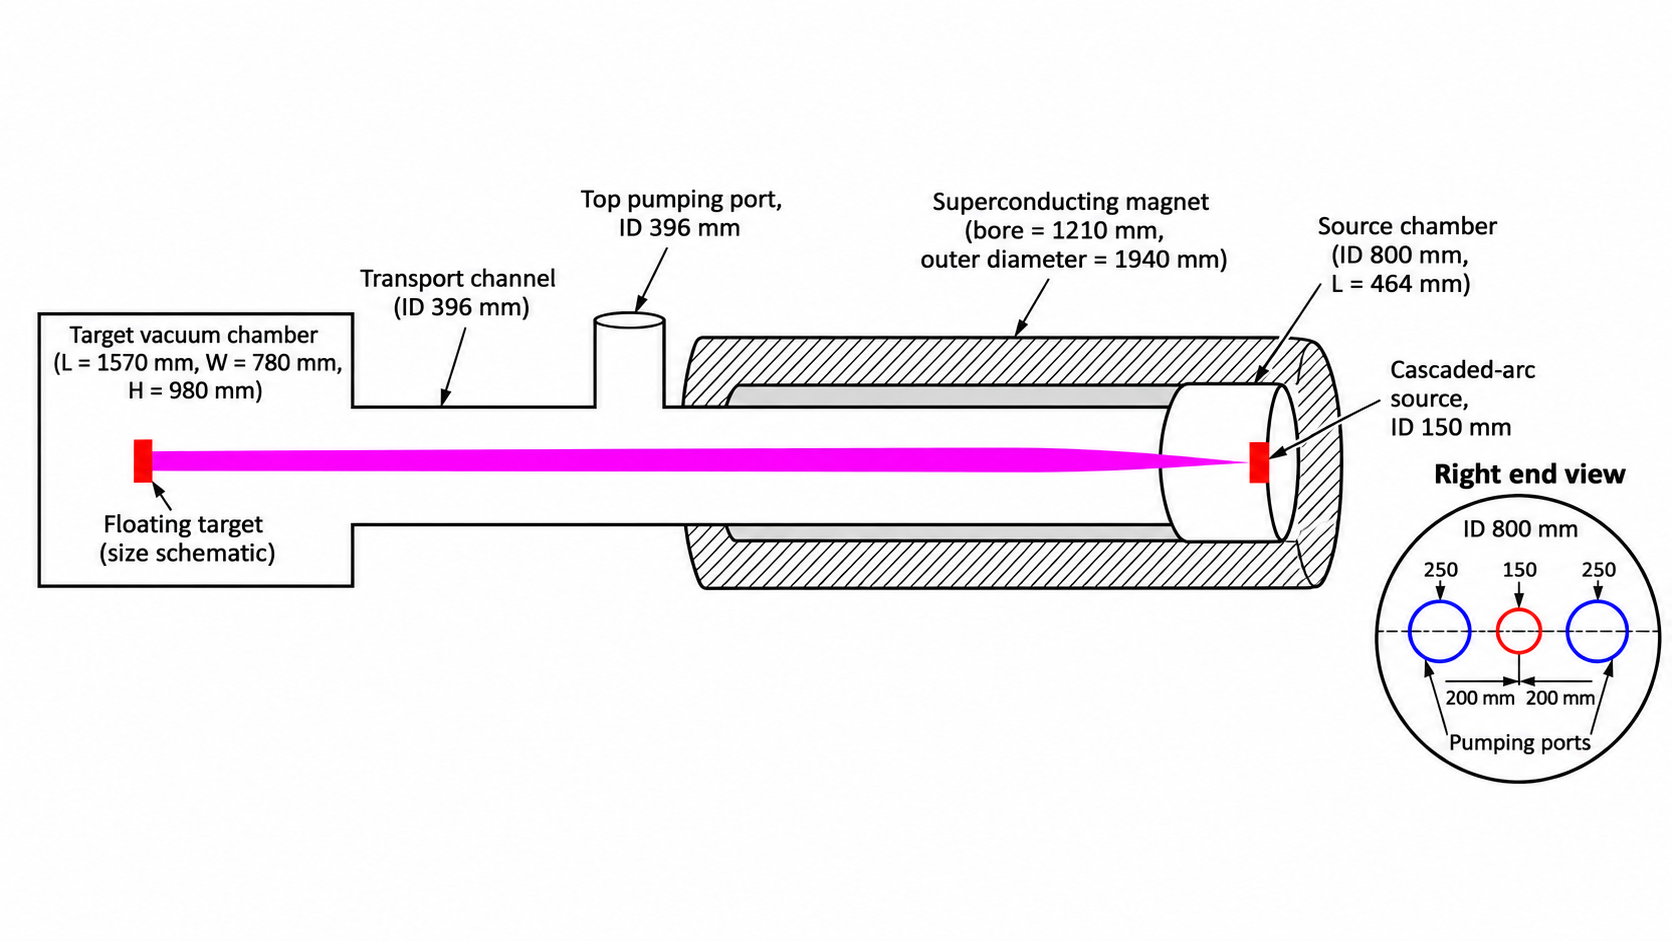 Top pumping port,
ID 396 mm
Superconducting magnet
(bore = 1210 mm,
outer diameter = 1940 mm)
Source chamber
(ID 800 mm,
L = 464 mm)
Transport channel
(ID 396 mm)
Target vacuum chamber
(L = 1570 mm, W = 780 mm,
H = 980 mm)
Cascaded-arc
source,
ID 150 mm
Floating target
(size schematic)
Right end view
ID 800 mm
250 150 250
200 mm 200 mm
Pumping ports